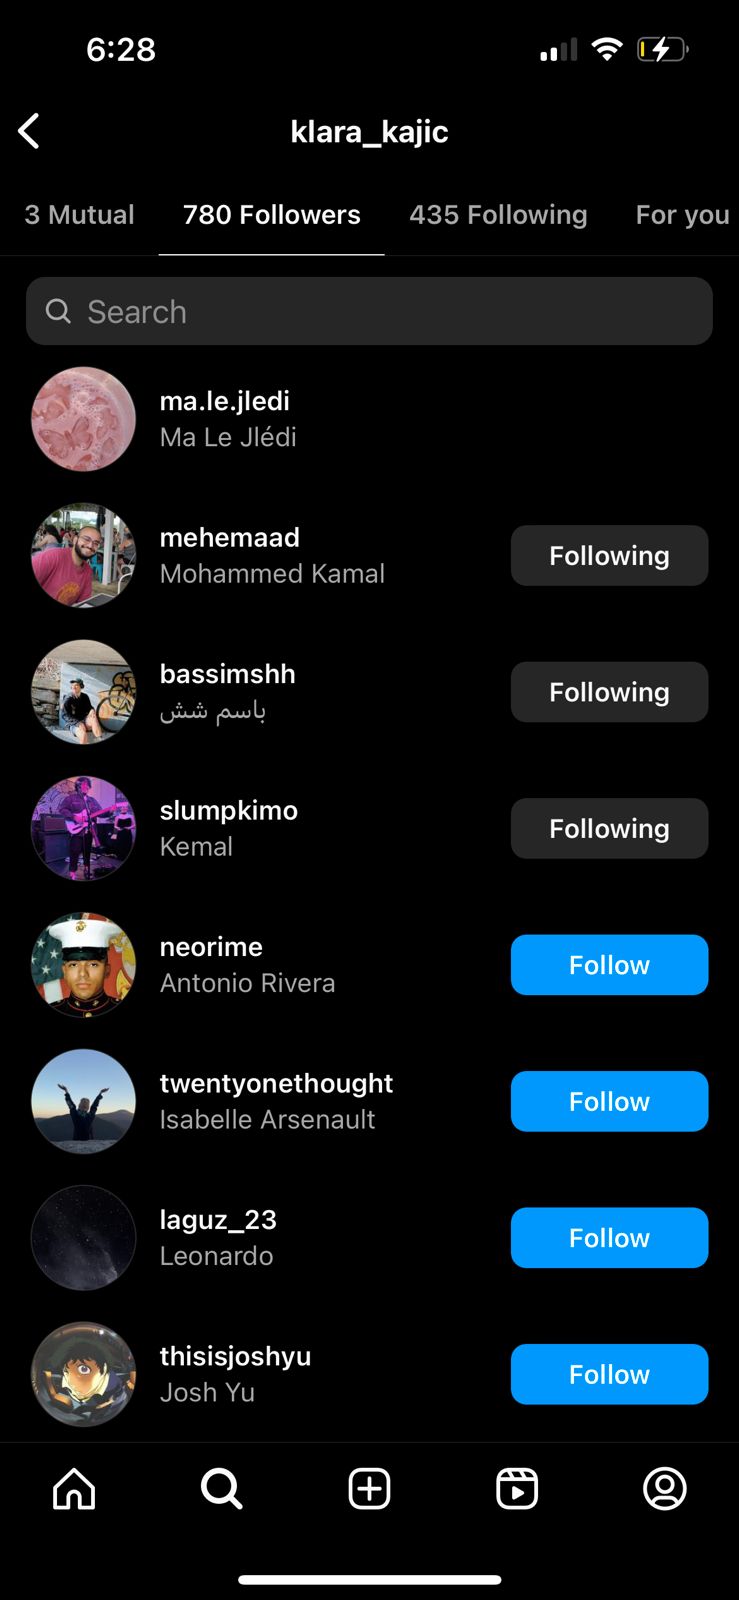 6:28
klara_kajic
3 Mutual 780 Followers 435 Following For you
Search
ma.le.jledi
Ma Le Jlédi
mehemaad
Mohammed Kamal
Following
bassimshh
باسم شش
Following
slumpkimo
Kemal
Following
neorime
Antonio Rivera
Follow
twentyonethought
Isabelle Arsenault
Follow
laguz_23
Leonardo
Follow
thisisjoshyu
Josh Yu
Follow